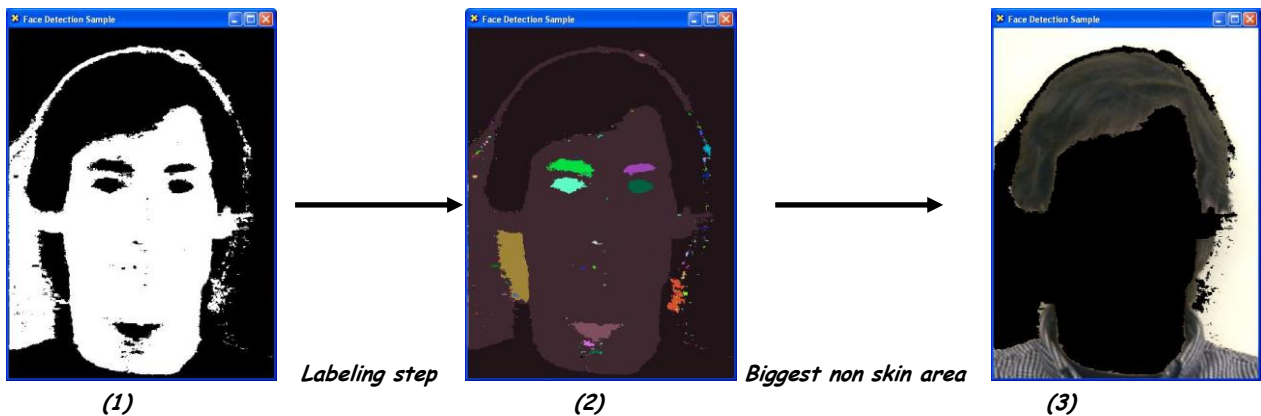 Face Detection Sample
Face Detection Sample
Face Detection Sample
Labeling step
Biggest non skin area
(1)
(2)
(3)